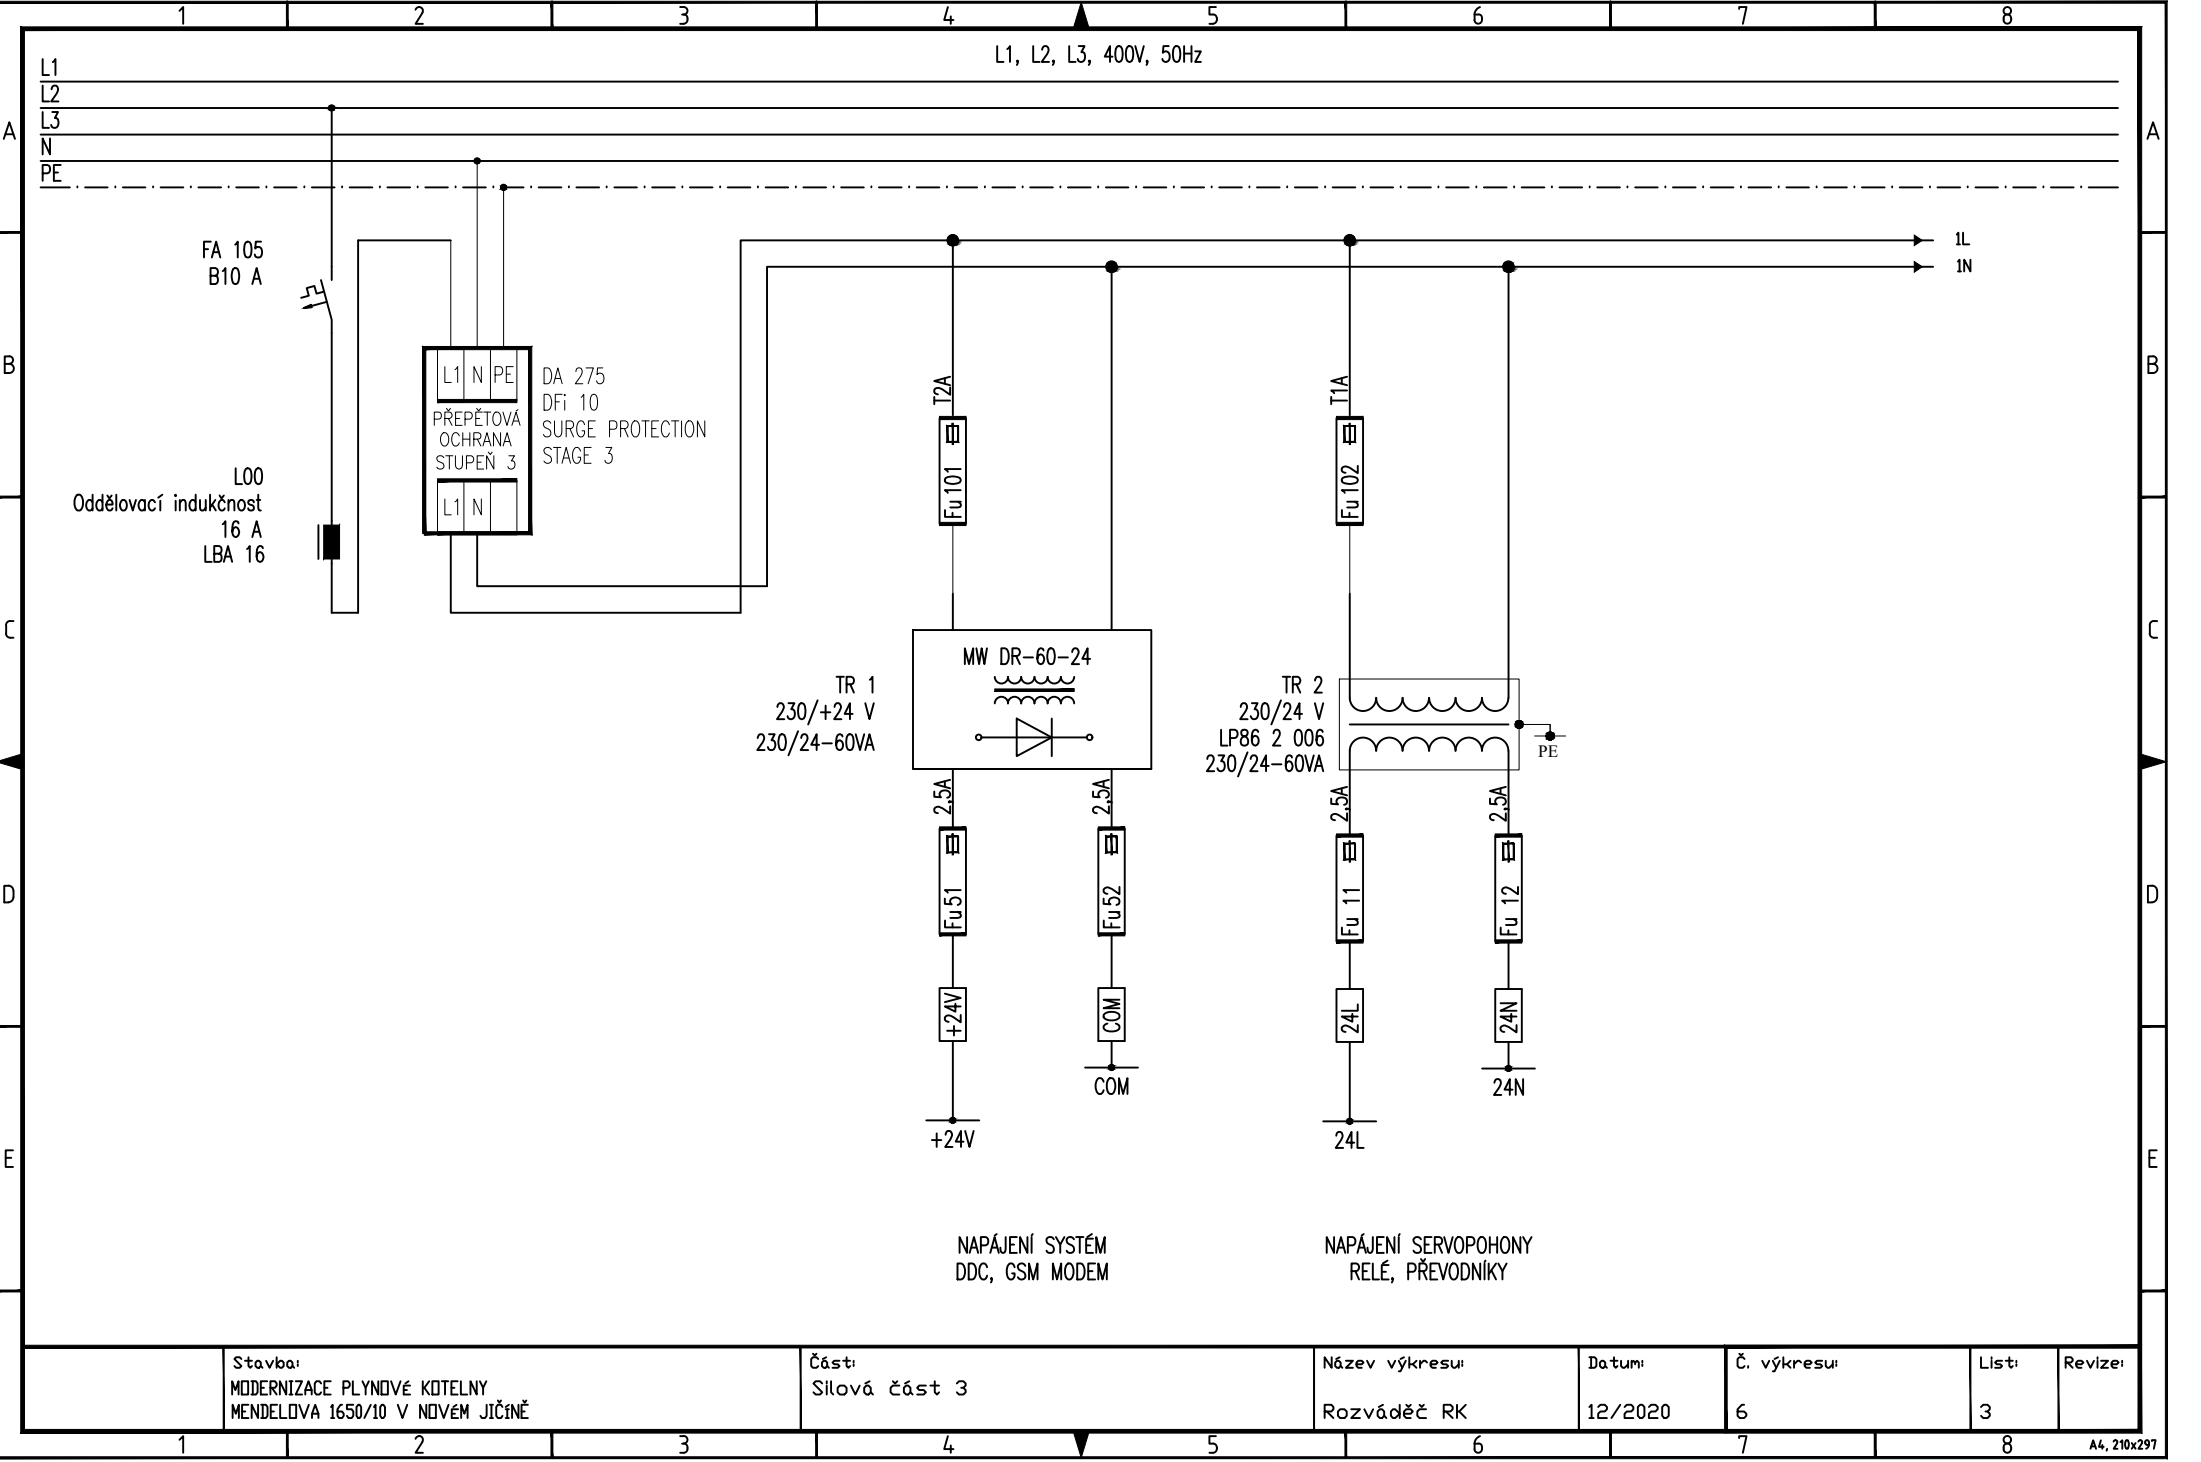 1 2 3 4 5 6 7 8
L1, L2, L3, 400V, 50Hz
L1
L2
L3
N
PE
A
A
B
B
C
C
D
D
E
E
1L
1N
FA 105
B10 A
L00
Oddělovací indukčnost
16 A
LBA 16
L1 N PE
PŘEPĚTOVÁ
OCHRANA
STUPEŇ 3
L1 N
DA 275
DFi 10
SURGE PROTECTION
STAGE 3
T2A
Fu101
T1A
Fu102
MW DR-60-24
TR 1
230/+24 V
230/24-60VA
TR 2
230/24 V
LP86 2 006
230/24-60VA
PE
2,5A
Fu51
2,5A
Fu52
2,5A
Fu 11
2,5A
Fu 12
+24V
COM
24L
24N
COM
24N
+24V
24L
NAPÁJENÍ SYSTÉM
DDC, GSM MODEM
NAPÁJENÍ SERVOPOHONY
RELÉ, PŘEVODNÍKY
Stavba:
MODERNIZACE PLYNOVÉ KOTELNY
MENDELOVA 1650/10 V NOVÉM JIČÍNĚ
Část:
Silová část 3
Název výkresu:
Rozváděč RK
Datum:
12/2020
Č. výkresu:
6
List:
3
Revize:
1 2 3 4 5 6 7 8
A4, 210x297